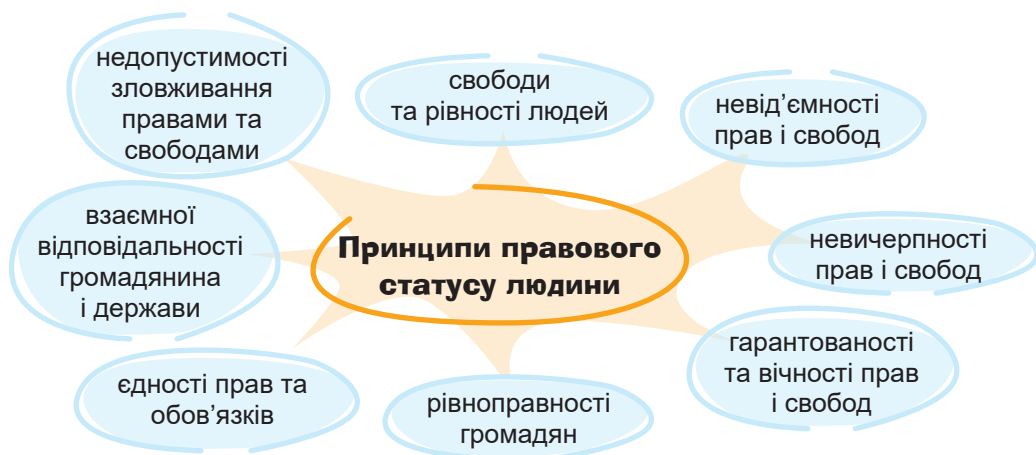 недопустимості
зловживання
правами та
свободами
свободи
та рівності людей
невід’ємності
прав і свобод
взаємної
відповідальності
громадянина
і держави
Принципи правового
статусу людини
невичерпності
прав і свобод
гарантованості
та вічності прав
і свобод
єдності прав та
обов’язків
рівноправності
громадян